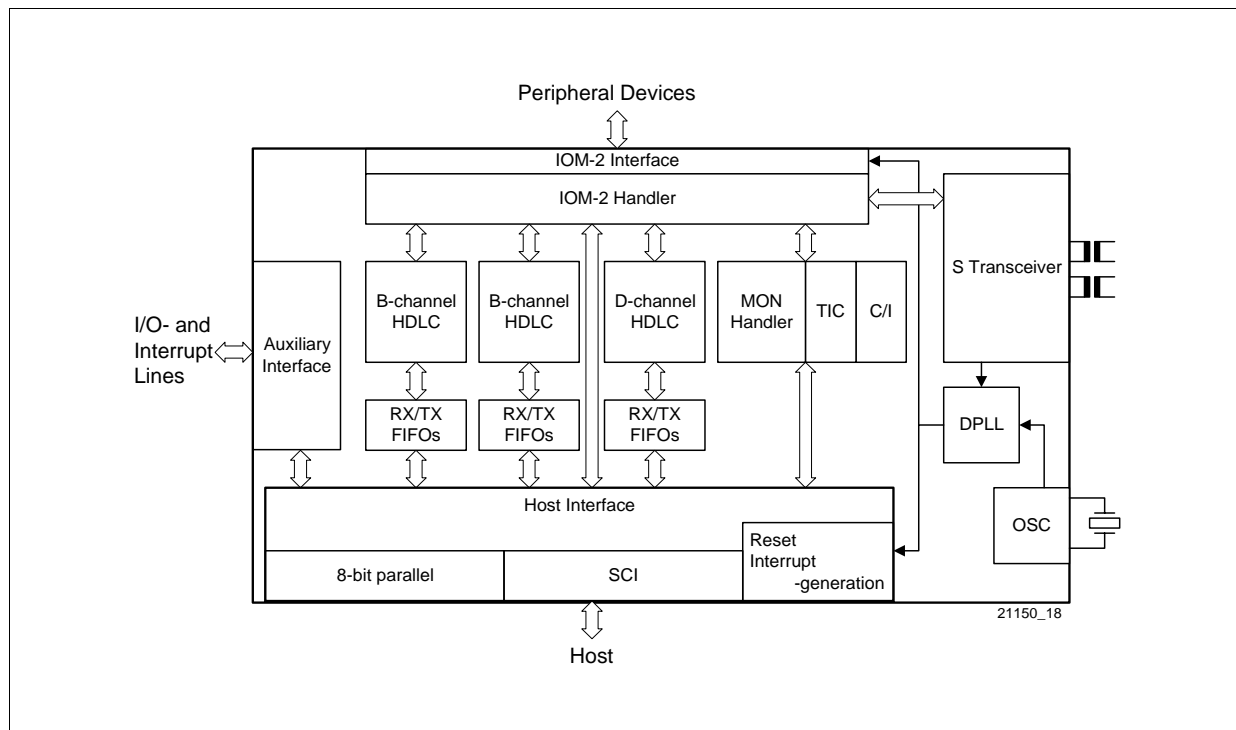 Peripheral Devices
IOM-2 Interface
IOM-2 Handler
S Transceiver
B-channel
HDLC
B-channel
HDLC
D-channel
HDLC
MON
Handler
TIC
C/I
I/O- and
Interrupt
Lines
Auxiliary
Interface
RX/TX
FIFOs
RX/TX
FIFOs
RX/TX
FIFOs
DPLL
Host Interface
OSC
Reset
Interrupt
-generation
8-bit parallel
SCI
21150_18
Host